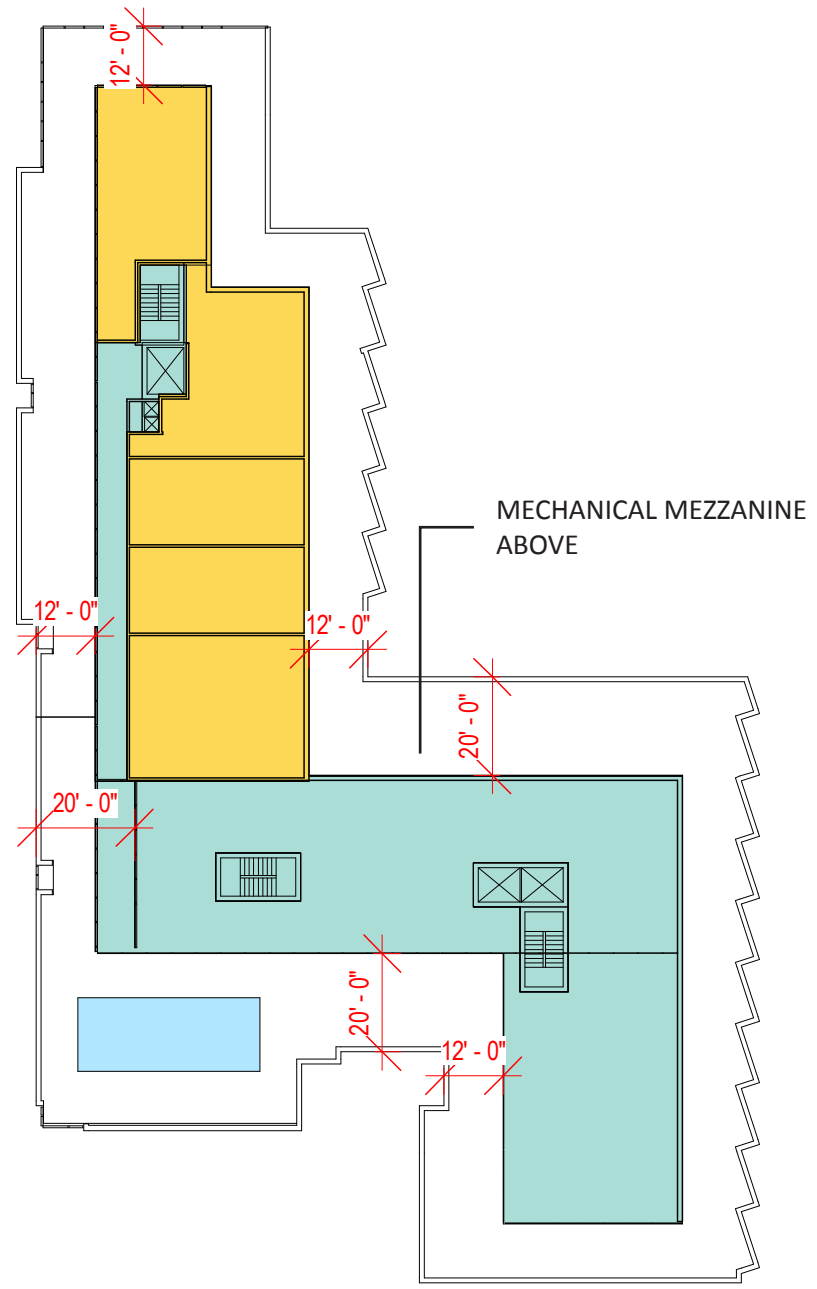 12' - 0"
MECHANICAL MEZZANINE
ABOVE
12' - 0"
12' - 0"
20' - 0"
20' - 0"
20' - 0"
12' - 0"